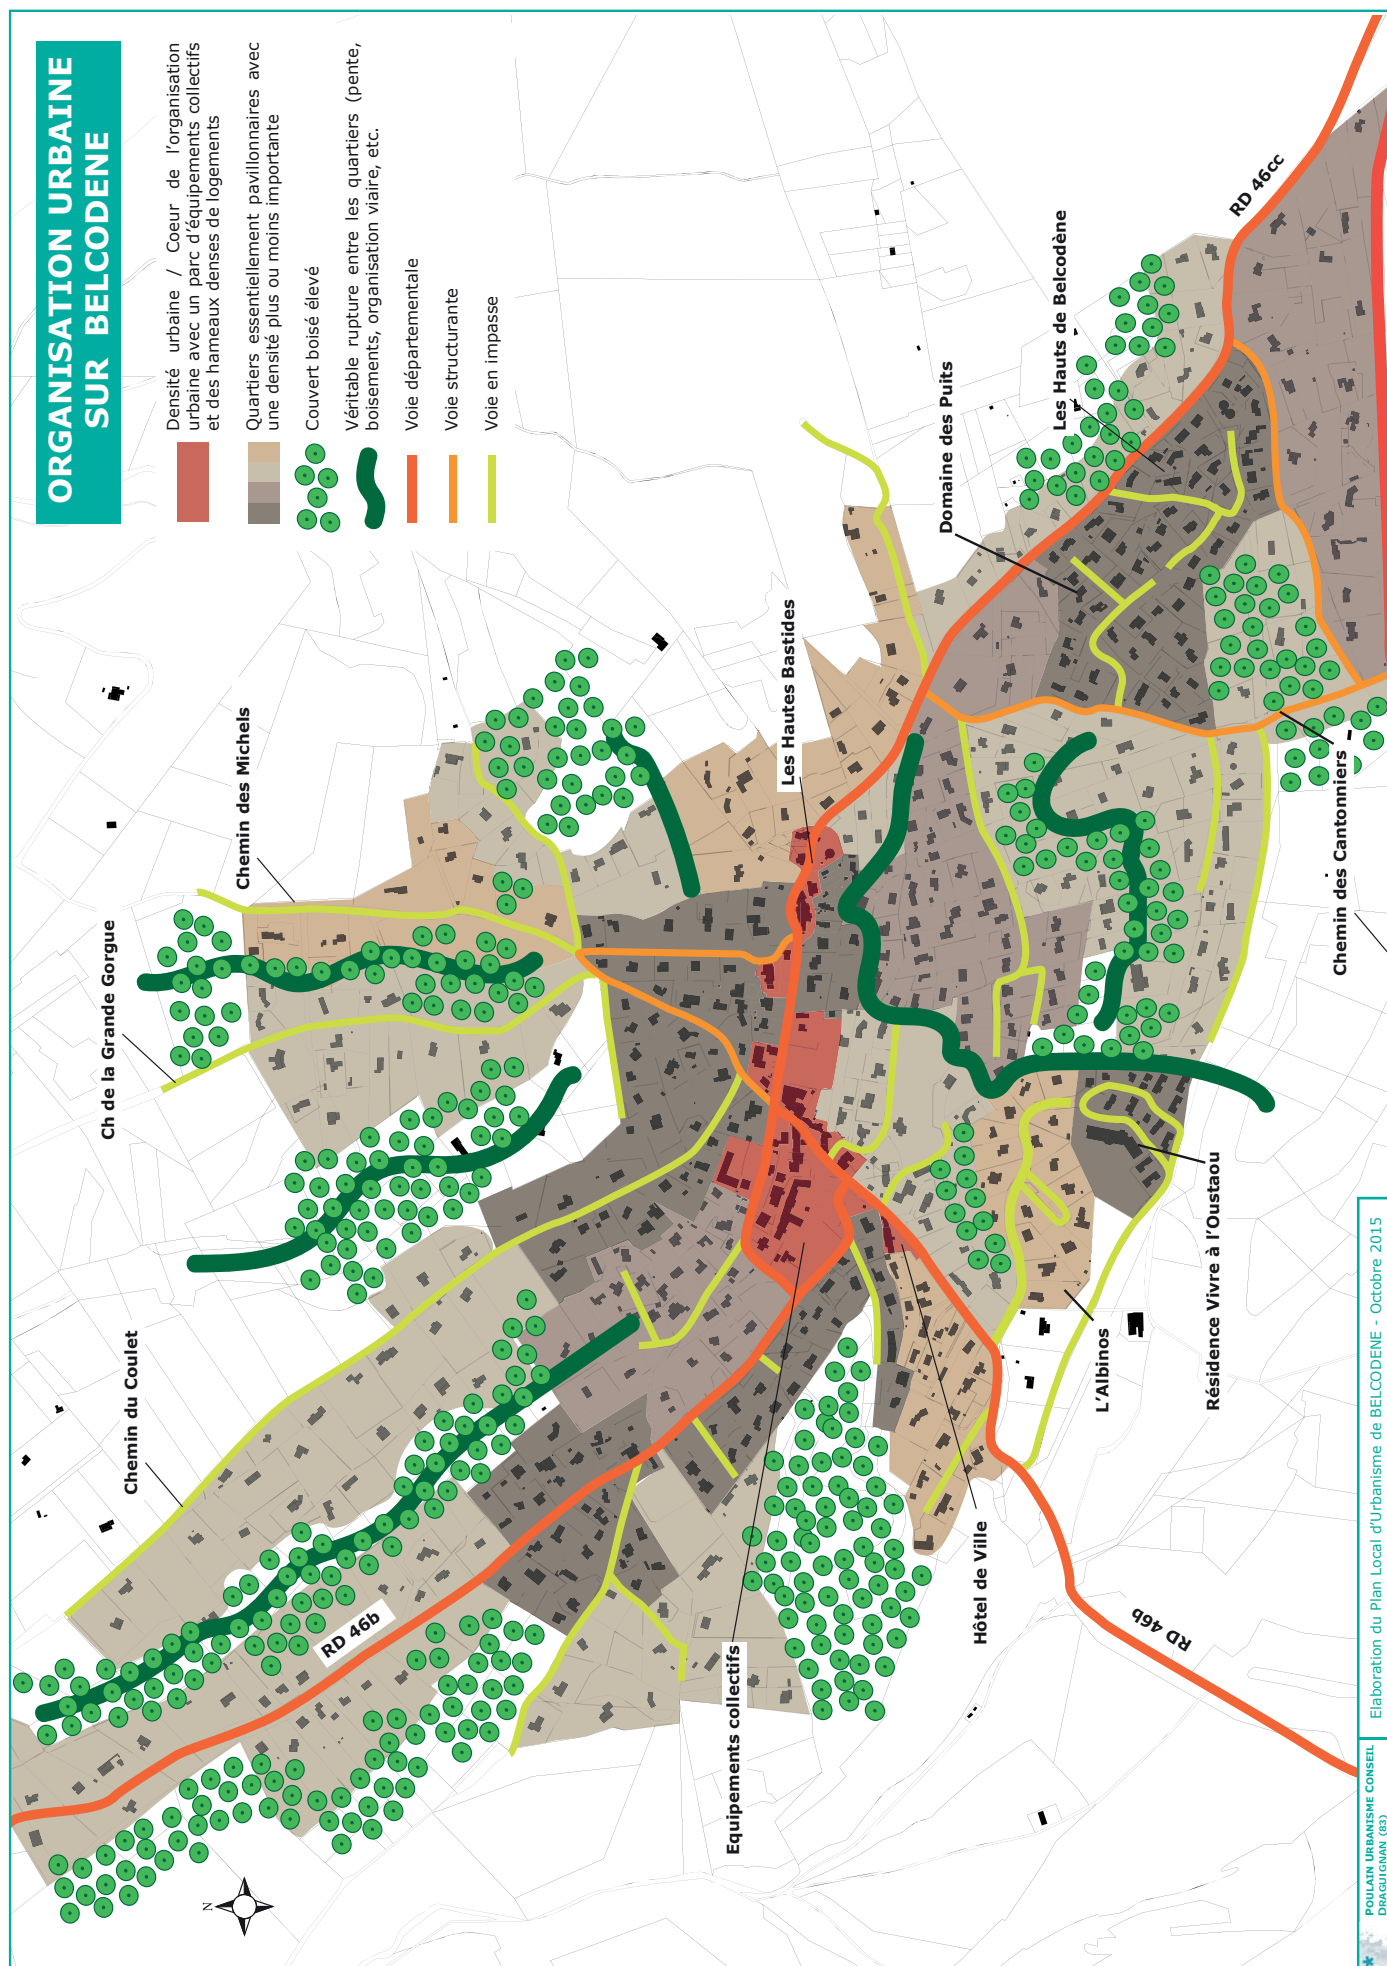 ORGANISATION URBAINE
SUR BELCODENE
Densité urbaine / Coeur de l'organisation
urbaine avec un parc d'équipements collectifs
et des hameaux denses de logements
Quartiers essentiellement pavillonnaires avec
une densité plus ou moins importante
Couvert boisé élevé
Véritable rupture entre les quartiers (pente,
boisements, organisation viaire, etc.
Voie départementale
Voie structurante
Voie en impasse
RD 46cc
Les Hauts de Belcodène
Domaine des Puits
Les Hautes Bastides
Chemin des Michels
Chemin des Cantonniers
Ch de la Grande Gorgue
Résidence Vivre à l'Oustaou
L'Albinos
Chemin du Coulet
Hôtel de Ville
RD 46b
RD 46b
Equipements collectifs
N
Elaboration du Plan Local d'Urbanisme de BELCODENE - Octobre 2015
POULAIN URBANISME CONSEIL
DRAGUIGNAN (83)